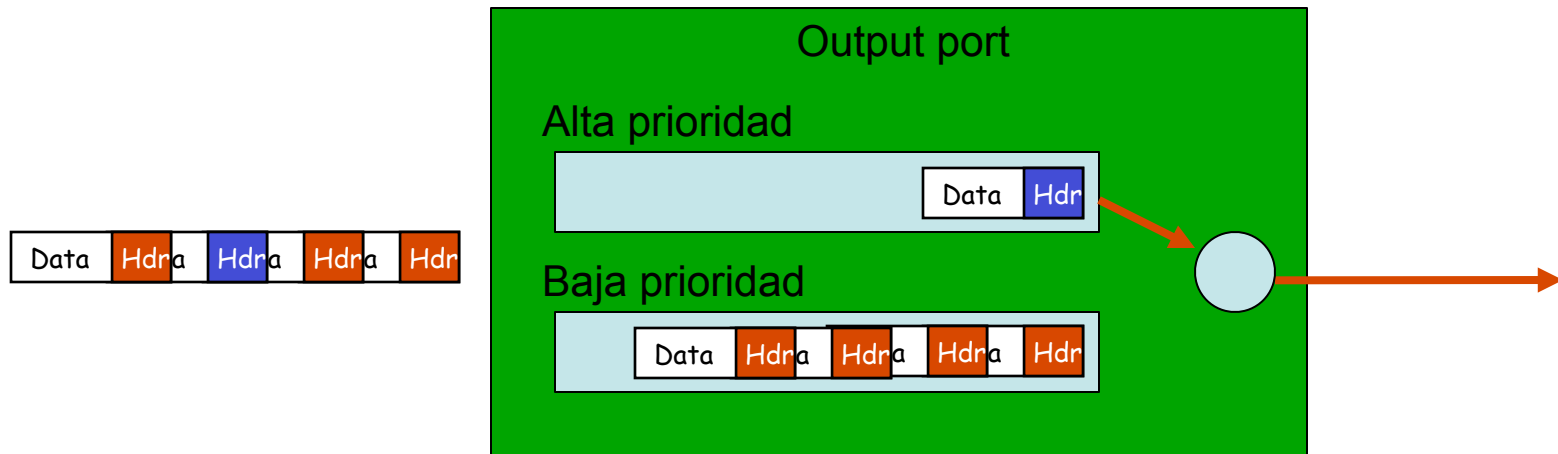 Output port
Alta prioridad
Data Hdr
Data Hdr a Hdr a Hdr a Hdr
Baja prioridad
Data Hdr a Hdr a Hdr a Hdr